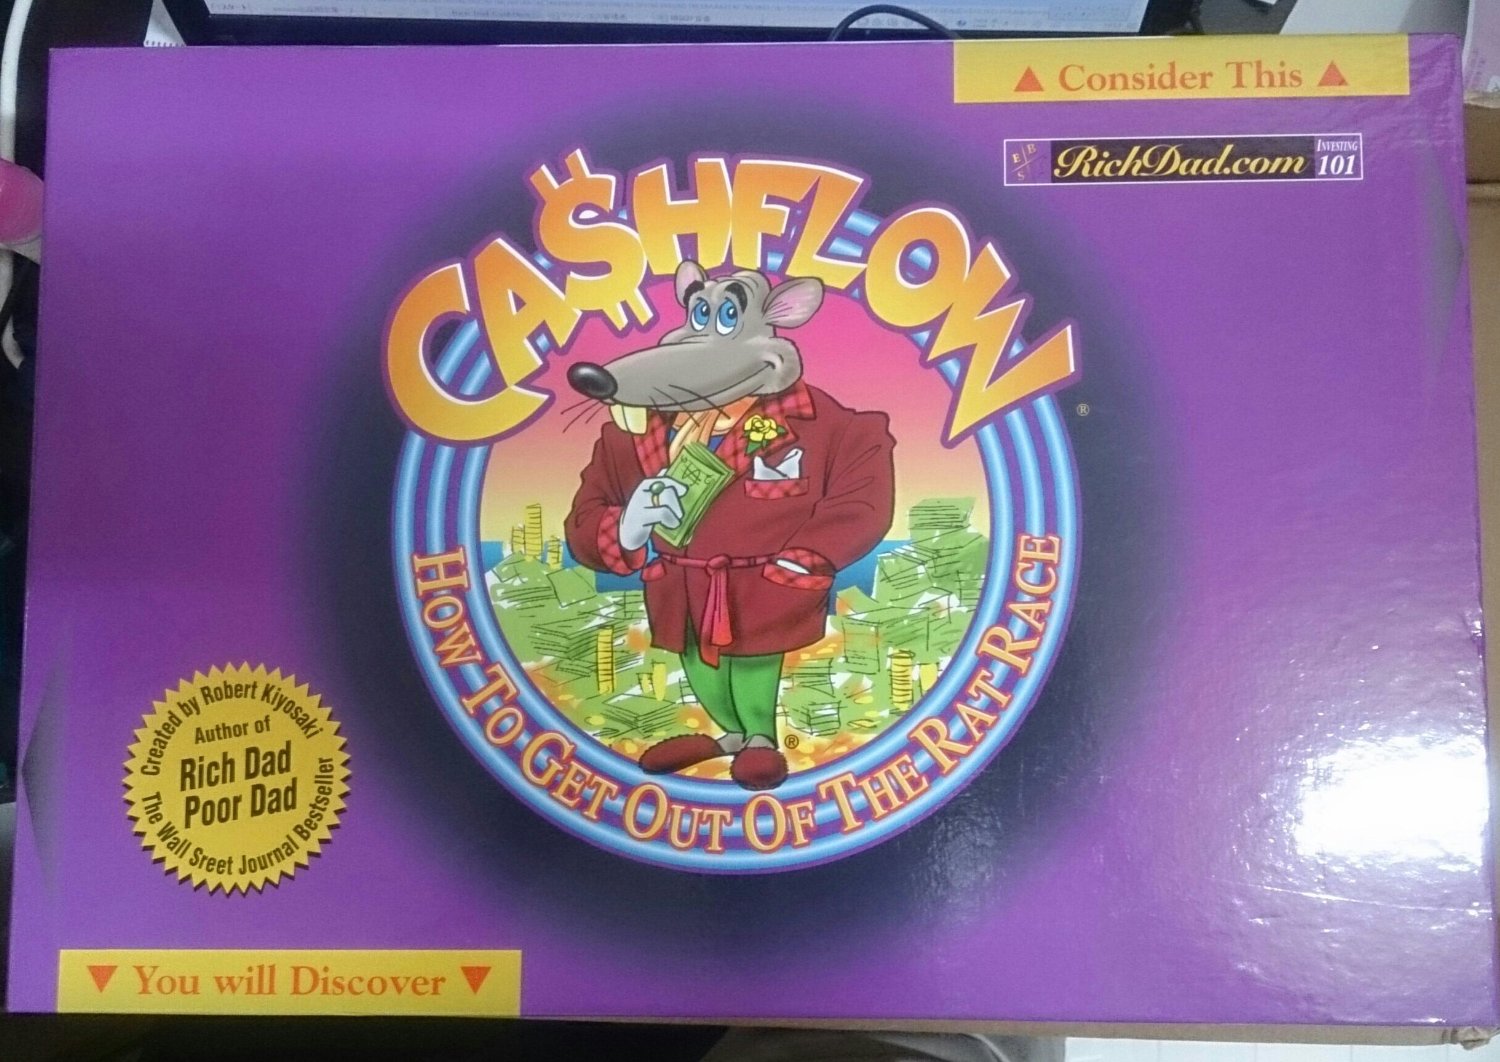 ▲ Consider This ▲
E B S RichDad.com INVESTING 101
CA$HFLOW ®
HOW TO GET OUT OF THE RAT RACE
®
Created by Robert Kiyosaki
Author of
Rich Dad
Poor Dad
The Wall Sreet Journal Bestseller
▼ You will Discover ▼